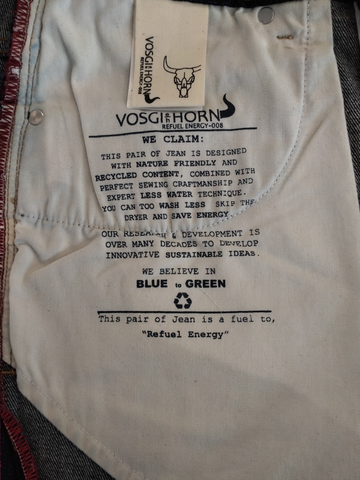 VOSGI HORN
REFUEL ENERGY-008
VOSGI HORN
REFUEL ENERGY-008
WE CLAIM:
THIS PAIR OF JEAN IS DESIGNED
WITH NATURE FRIENDLY AND
RECYCLED CONTENT, COMBINED WITH
PERFECT SEWING CRAFTMANSHIP AND
EXPERT LESS WATER TECHNIQUE.
YOU CAN TOO WASH LESS SKIP THE
DRYER AND SAVE ENERGY
OUR RESEARCH & DEVELOPMENT IS
OVER MANY DECADES TO DEVELOP
INNOVATIVE SUSTAINABLE IDEAS.
WE BELIEVE IN
BLUE to GREEN
This pair of Jean is a fuel to,
"Refuel Energy"